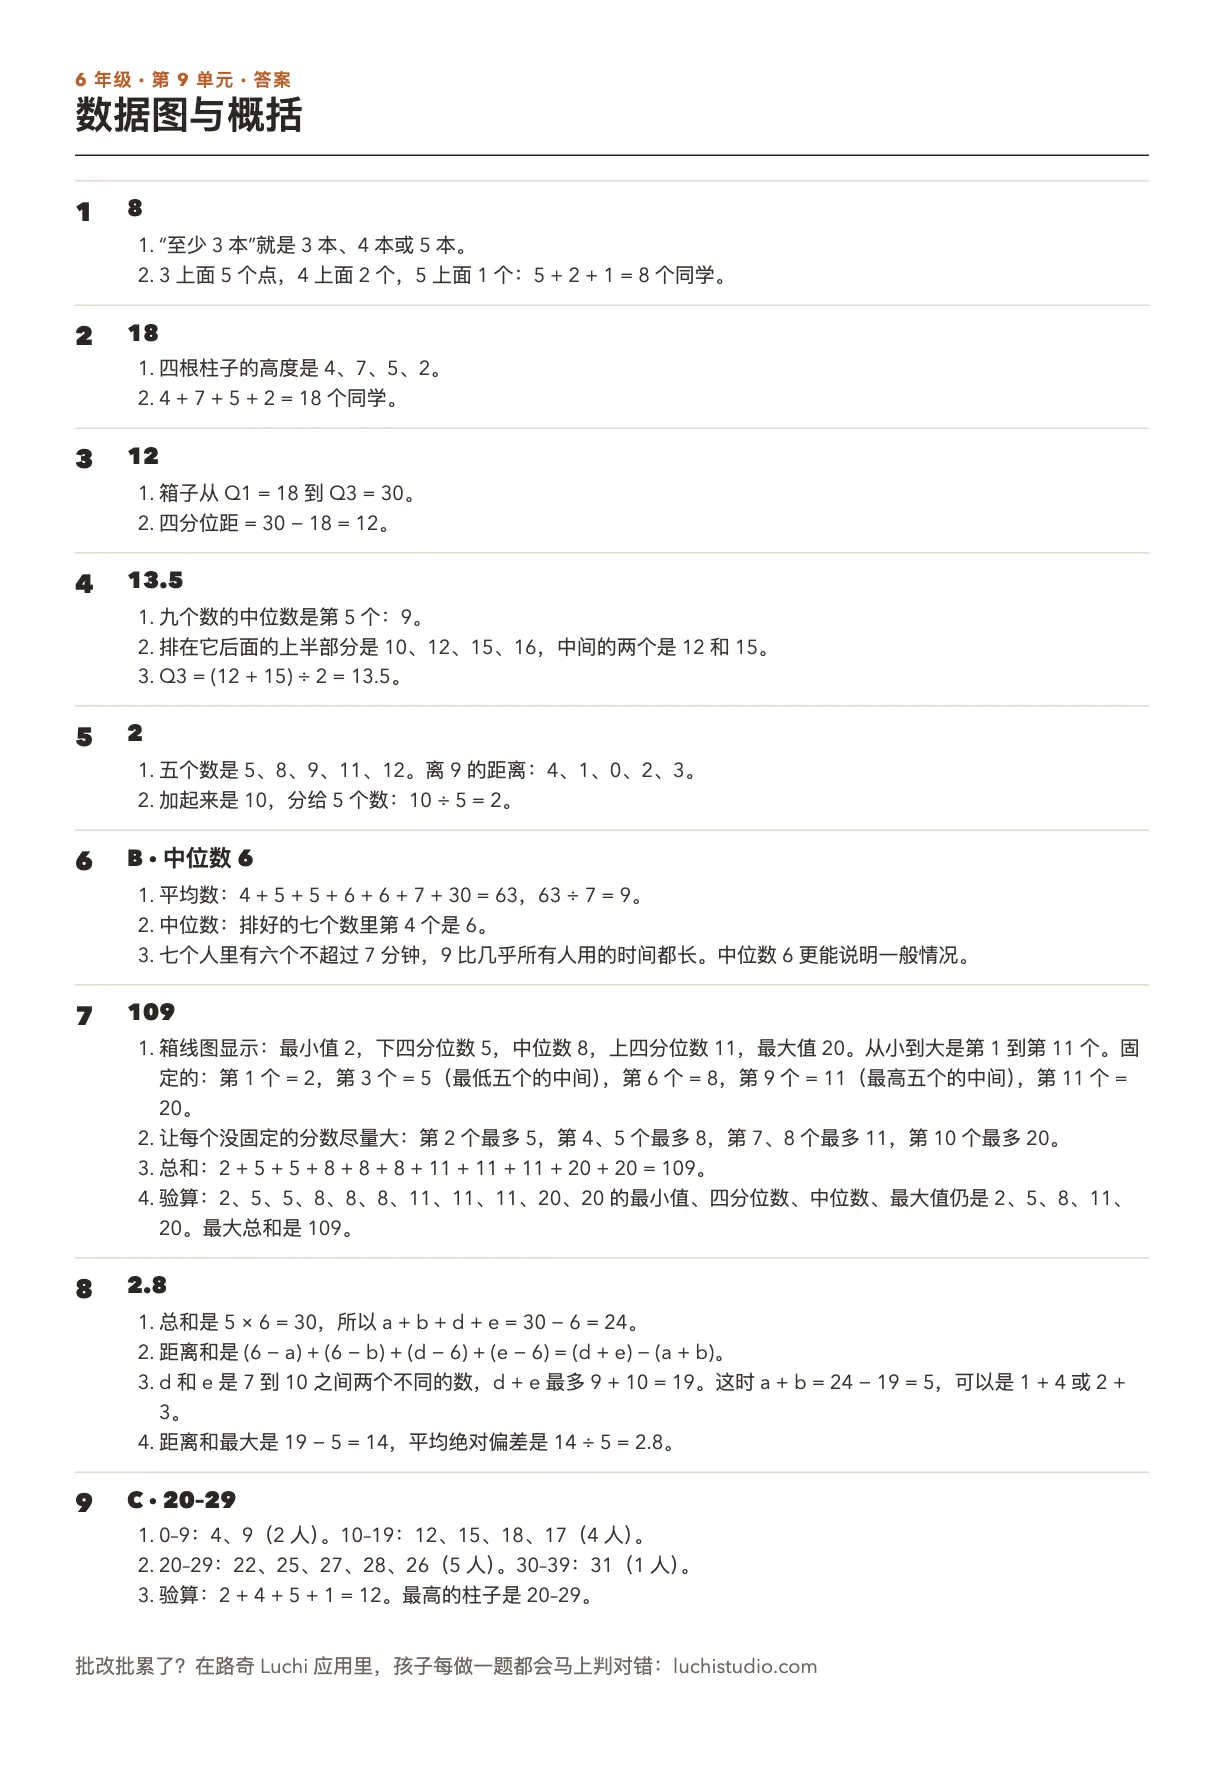 6 年级 · 第 9 单元 · 答案
数据图与概括
1 8
1. “至少 3 本”就是 3 本、4 本或 5 本。
2. 3 上面 5 个点，4 上面 2 个，5 上面 1 个：5 + 2 + 1 = 8 个同学。
2 18
1. 四根柱子的高度是 4、7、5、2。
2. 4 + 7 + 5 + 2 = 18 个同学。
3 12
1. 箱子从 Q1 = 18 到 Q3 = 30。
2. 四分位距 = 30 − 18 = 12。
4 13.5
1. 九个数的中位数是第 5 个：9。
2. 排在它后面的上半部分是 10、12、15、16，中间的两个是 12 和 15。
3. Q3 = (12 + 15) ÷ 2 = 13.5。
5 2
1. 五个数是 5、8、9、11、12。离 9 的距离：4、1、0、2、3。
2. 加起来是 10，分给 5 个数：10 ÷ 5 = 2。
6 B · 中位数 6
1. 平均数：4 + 5 + 5 + 6 + 6 + 7 + 30 = 63，63 ÷ 7 = 9。
2. 中位数：排好的七个数里第 4 个是 6。
3. 七个人里有六个不超过 7 分钟，9 比几乎所有人用的时间都长。中位数 6 更能说明一般情况。
7 109
1. 箱线图显示：最小值 2，下四分位数 5，中位数 8，上四分位数 11，最大值 20。从小到大是第 1 到第 11 个。固
定的：第 1 个 = 2，第 3 个 = 5（最低五个的中间），第 6 个 = 8，第 9 个 = 11（最高五个的中间），第 11 个 =
20。
2. 让每个没固定的分数尽量大：第 2 个最多 5，第 4、5 个最多 8，第 7、8 个最多 11，第 10 个最多 20。
3. 总和：2 + 5 + 5 + 8 + 8 + 8 + 11 + 11 + 11 + 20 + 20 = 109。
4. 验算：2、5、5、8、8、8、11、11、11、20、20 的最小值、四分位数、中位数、最大值仍是 2、5、8、11、
20。最大总和是 109。
8 2.8
1. 总和是 5 × 6 = 30，所以 a + b + d + e = 30 − 6 = 24。
2. 距离和是 (6 − a) + (6 − b) + (d − 6) + (e − 6) = (d + e) − (a + b)。
3. d 和 e 是 7 到 10 之间两个不同的数，d + e 最多 9 + 10 = 19。这时 a + b = 24 − 19 = 5，可以是 1 + 4 或 2 +
3。
4. 距离和最大是 19 − 5 = 14，平均绝对偏差是 14 ÷ 5 = 2.8。
9 C · 20–29
1. 0–9：4、9（2 人）。10–19：12、15、18、17（4 人）。
2. 20–29：22、25、27、28、26（5 人）。30–39：31（1 人）。
3. 验算：2 + 4 + 5 + 1 = 12。最高的柱子是 20–29。
批改批累了？在路奇 Luchi 应用里，孩子每做一题都会马上判对错：luchistudio.com